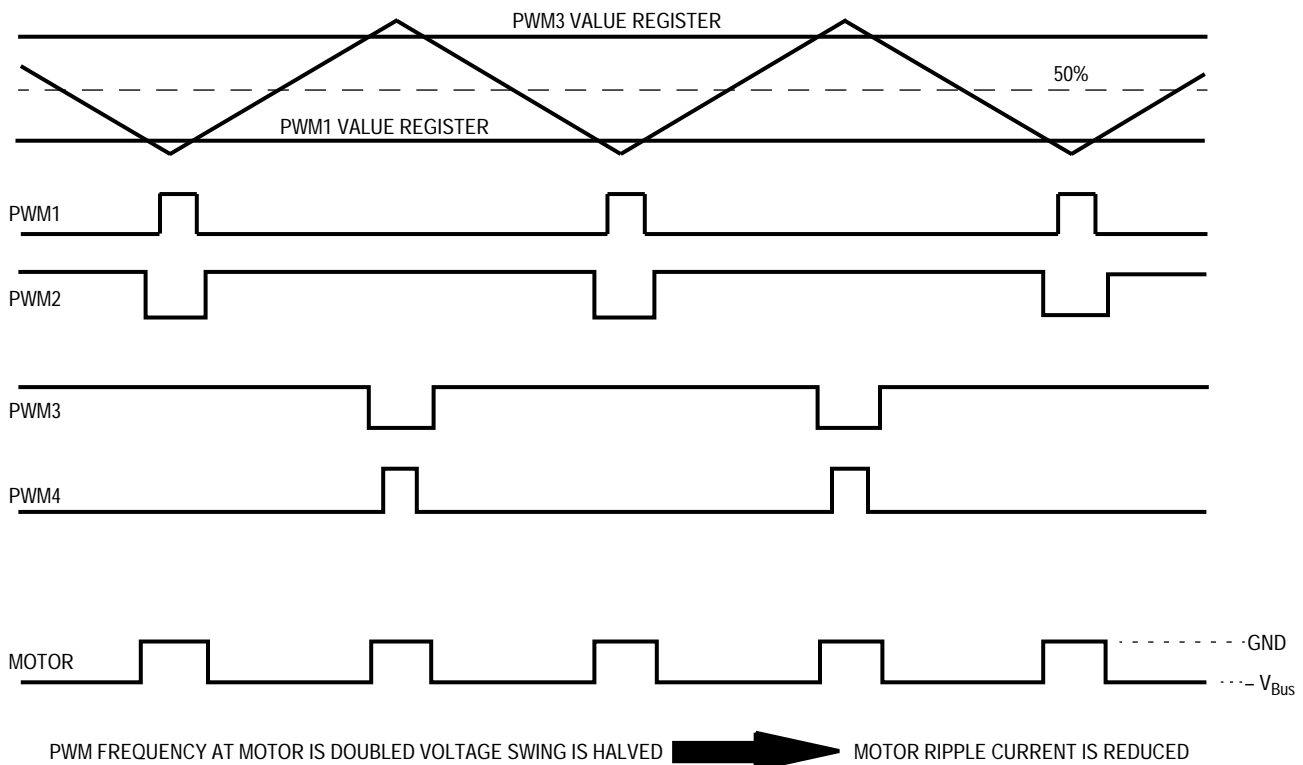 PWM3 VALUE REGISTER
50%
PWM1 VALUE REGISTER
PWM1
PWM2
PWM3
PWM4
GND
MOTOR
– VBus
PWM FREQUENCY AT MOTOR IS DOUBLED VOLTAGE SWING IS HALVED
MOTOR RIPPLE CURRENT IS REDUCED